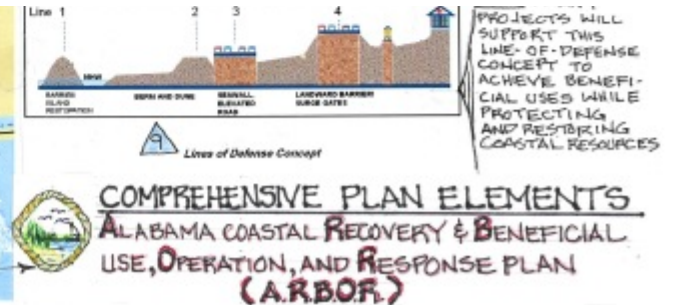 Line 1 2 3 4
PROJECTS WILL
SUPPORT THIS
LINE-OF-DEFENSE
CONCEPT TO
ACHIEVE BENEFI-
CIAL USES WHILE
PROTECTING
AND RESTORING
COASTAL RESOURCES
MHW
BARRIER
ISLAND
RESTORATION
BERM AND DUNE
SEAWALL,
ELEVATED
ROAD
LANDWARD BARRIER/
SURGE GATES
9
Lines of Defense Concept
COMPREHENSIVE PLAN ELEMENTS
ALABAMA COASTAL RECOVERY & BENEFICIAL
USE, OPERATION, AND RESPONSE PLAN
(A.R.B.O.R.)